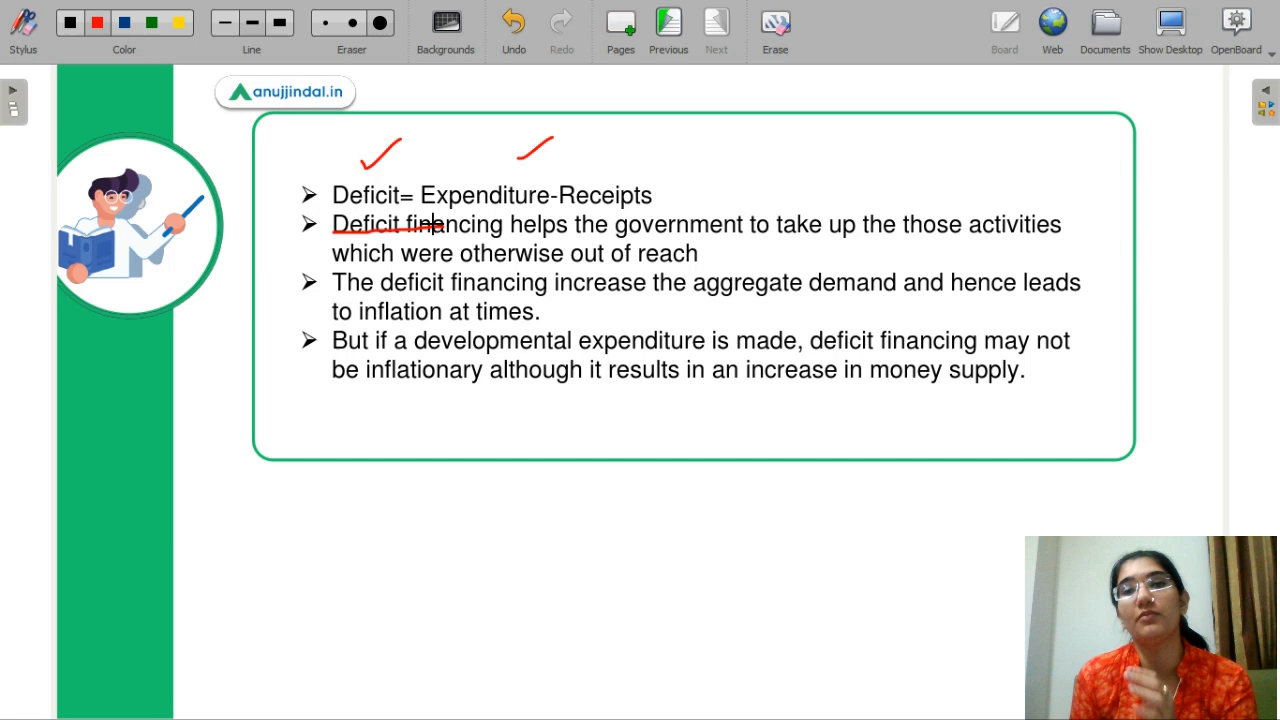 Stylus
Color
Line
Eraser
Backgrounds
Undo
Redo
Pages
Previous
Next
Erase
Board
Web
Documents
Show Desktop
OpenBoard
anujjindal.in
Deficit= Expenditure-Receipts
Deficit financing helps the government to take up the those activities
which were otherwise out of reach
The deficit financing increase the aggregate demand and hence leads
to inflation at times.
But if a developmental expenditure is made, deficit financing may not
be inflationary although it results in an increase in money supply.